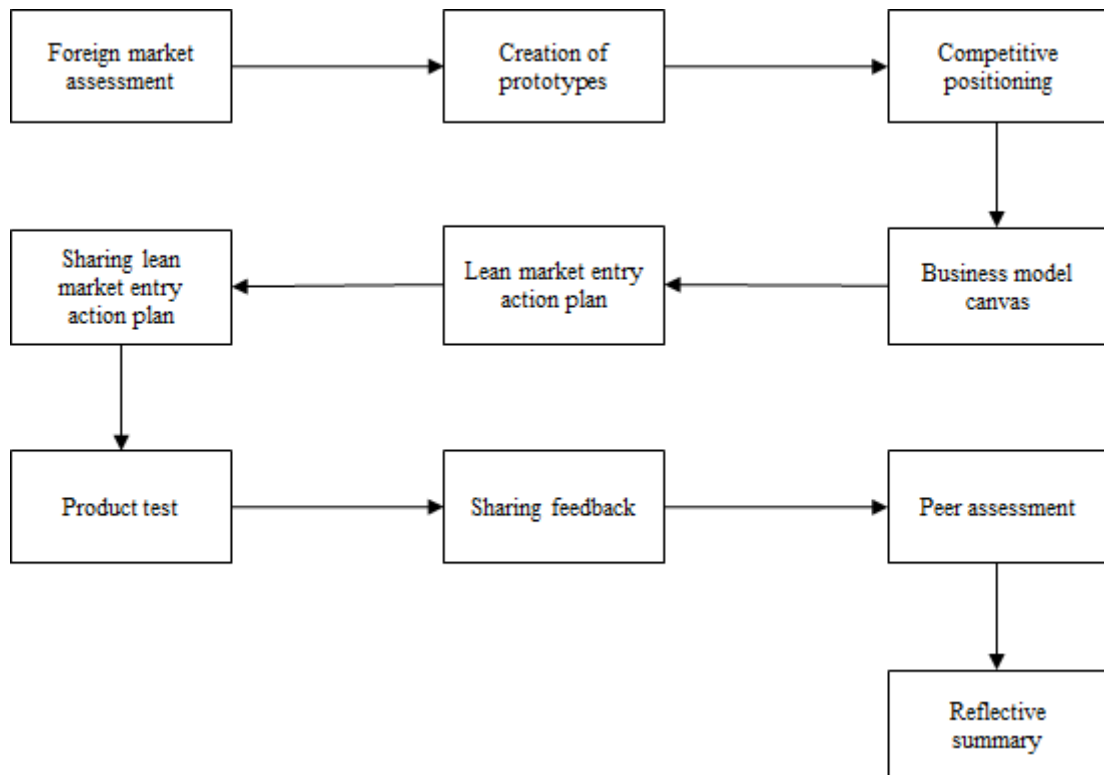 Foreign market
assessment
Creation of
prototypes
Competitive
positioning
Sharing lean
market entry
action plan
Lean market entry
action plan
Business model
canvas
Product test
Sharing feedback
Peer assessment
Reflective
summary